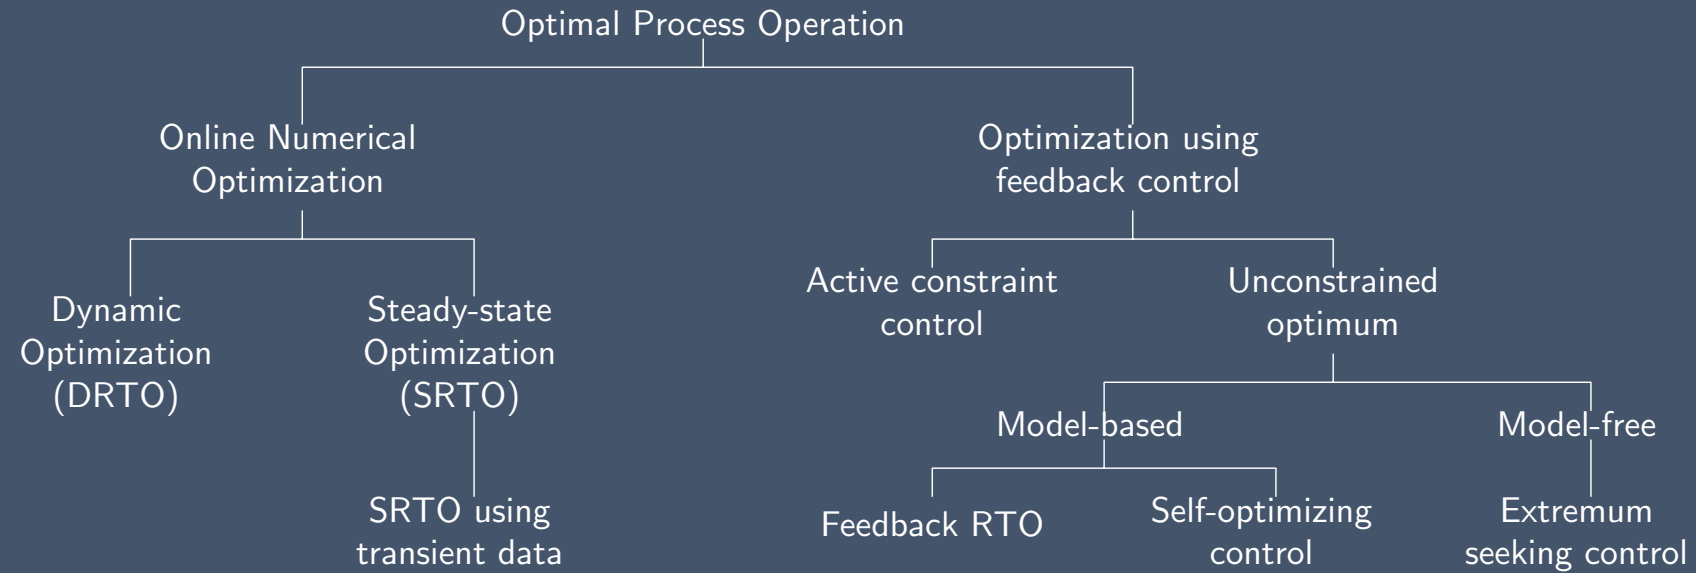 Optimal Process Operation
Online Numerical
Optimization
Optimization using
feedback control
Dynamic
Optimization
(DRTO)
Steady-state
Optimization
(SRTO)
Active constraint
control
Unconstrained
optimum
Model-based
Model-free
SRTO using
transient data
Feedback RTO
Self-optimizing
control
Extremum
seeking control